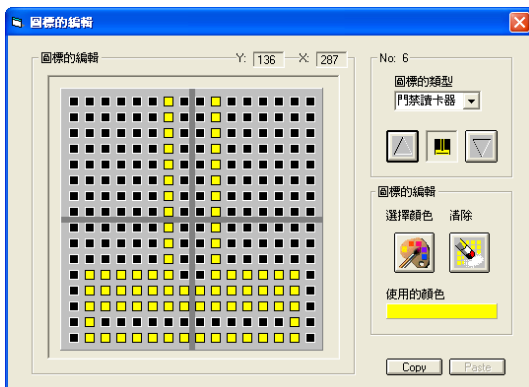 圖標的編輯
圖標的編輯
Y: 136 X: 287
No: 6
圖標的類型
門禁讀卡器
圖標的編輯
選擇顏色 清除
使用的顏色
Copy Paste